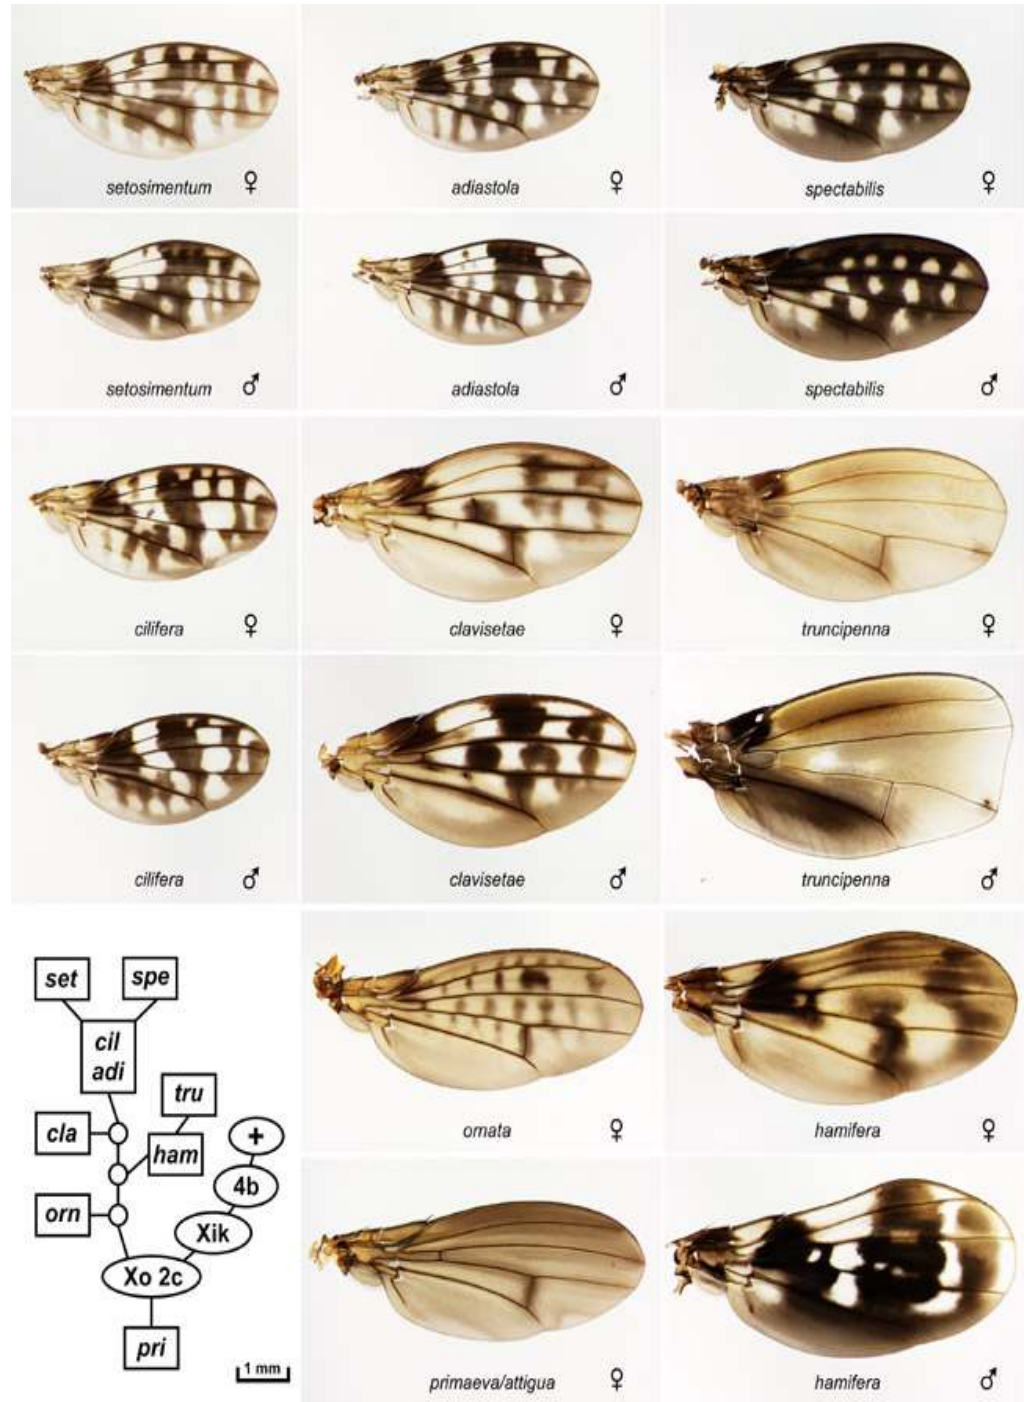 setosimentum ♀
adiastola ♀
spectabilis ♀
setosimentum ♂
adiastola ♂
spectabilis ♂
cilifera ♀
clavisetae ♀
truncipenna ♀
cilifera ♂
clavisetae ♂
truncipenna ♂
set
spe
cil
adi
tru
cla
ham
+
4b
orn
Xik
Xo 2c
pri
1 mm
ornata ♀
hamifera ♀
primaeva/attigua ♀
hamifera ♂